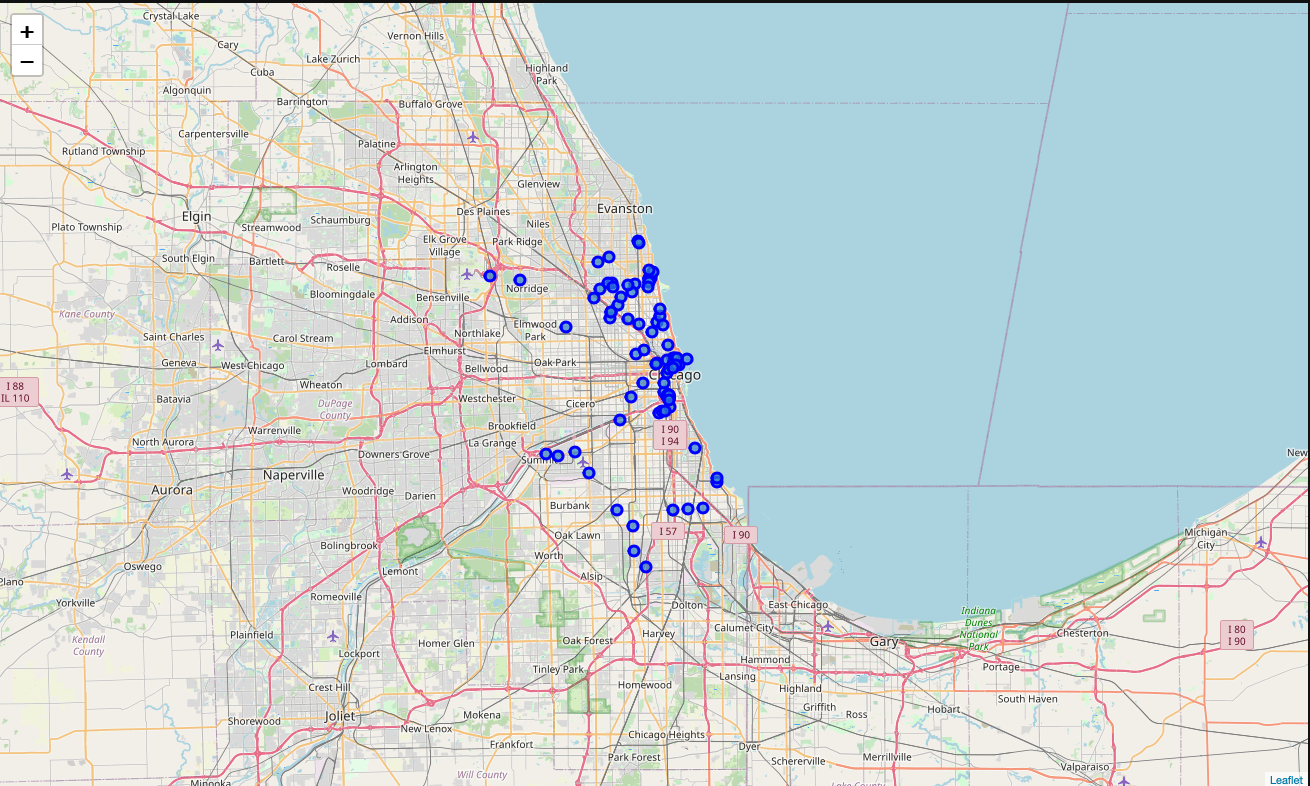 +
−
Crystal Lake
Cary
Vernon Hills
Lake Zurich
Cuba
Highland
Park
Algonquin
Barrington
Buffalo Grove
Carpentersville
Palatine
Rutland Township
Arlington
Heights
Glenview
Elgin
Schaumburg
Des Plaines
Evanston
Plato Township
Streamwood
Niles
Elk Grove
Village
Park Ridge
South Elgin
Bartlett
Roselle
Norridge
Bloomingdale
Bensenville
Kane County
Addison
Northlake
Elmwood
Park
Saint Charles
Carol Stream
Elmhurst
Geneva
West Chicago
Lombard
Bellwood
Oak Park
Chicago
I 88
IL 110
Wheaton
Batavia
DuPage
County
Westchester
Cicero
Warrenville
Brookfield
I 90
I 94
North Aurora
La Grange
Downers Grove
Summit
New
Naperville
Aurora
Woodridge
Darien
Burbank
I 57
I 90
Oak Lawn
Michigan
City
Bolingbrook
Worth
Oswego
Lemont
Alsip
Plano
Yorkville
Romeoville
Dolton
East Chicago
Indiana
Dunes
National
Park
Plainfield
Calumet City
Chesterton
I 80
I 90
Kendall
County
Homer Glen
Oak Forest
Harvey
Gary
Lockport
Hammond
Tinley Park
Lansing
Portage
Crest Hill
Homewood
Highland
South Haven
Griffith
Hobart
Joliet
Mokena
Ross
Shorewood
New Lenox
Chicago Heights
Frankfort
Dyer
Park Forest
Schererville
Merrillville
Valparaiso
Will County
Minooka
Lake County
Leaflet